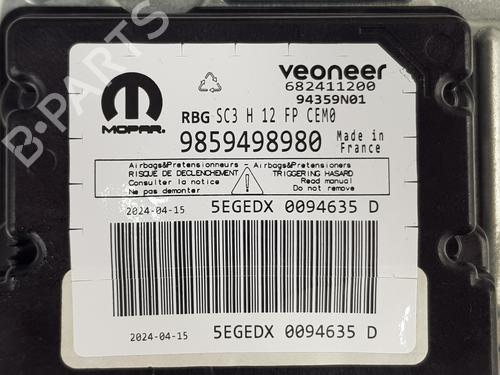 B-PARTS
MOPAR.
veoneer
682411200
94359N01
RBG SC3 H 12 FP CEM0
9859498980
Made in
France
Airbags&Pretensionneurs - Airbags&Pretensioners
RISQUE DE DECLENCHEMENT
TRIGGERING HASARD
Consulter la notice
Read manual
Ne pas demonter
Do not remove
2024-04-15 5EGEDX 0094635 D
2024-04-15 5EGEDX 0094635 D